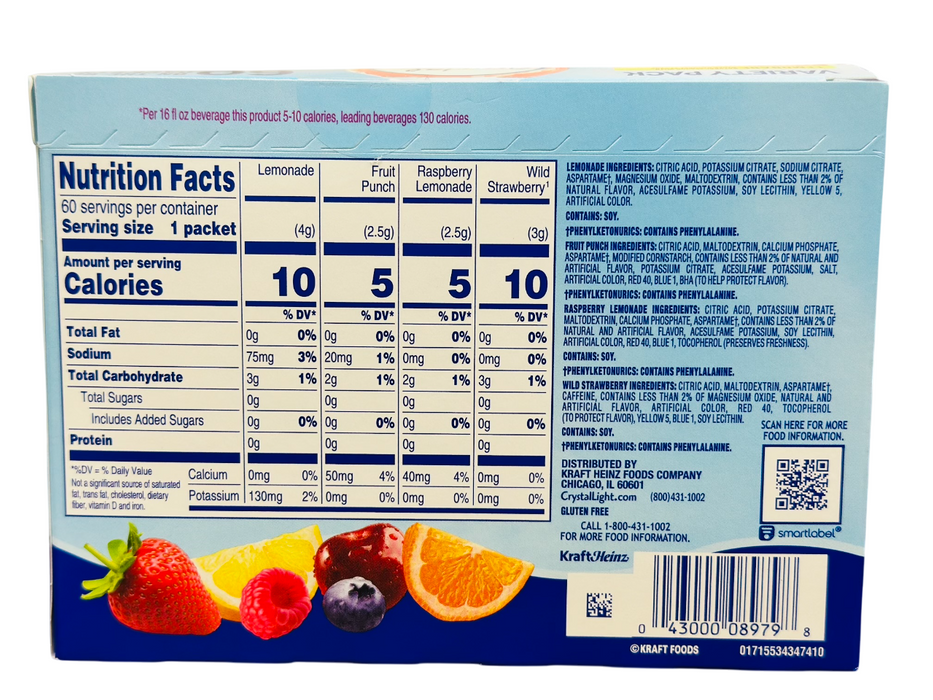 VARIETY PACK
*Per 16 fl oz beverage this product 5-10 calories, leading beverages 130 calories.
Nutrition Facts
60 servings per container
Serving size 1 packet
Lemonade Fruit Punch Raspberry Lemonade Wild Strawberry¹
(4g) (2.5g) (2.5g) (3g)
Amount per serving
Calories 10 5 5 10
% DV* % DV* % DV* % DV*
Total Fat 0g 0% 0g 0% 0g 0% 0g 0%
Sodium 75mg 3% 20mg 1% 0mg 0% 0mg 0%
Total Carbohydrate 3g 1% 2g 1% 2g 1% 3g 1%
Total Sugars 0g 0g 0g 0g
Includes Added Sugars 0g 0% 0g 0% 0g 0% 0g 0%
Protein 0g 0g 0g 0g
Calcium 0mg 0% 50mg 4% 40mg 4% 0mg 0%
Potassium 130mg 2% 0mg 0% 0mg 0% 0mg 0%
*%DV = % Daily Value
Not a significant source of saturated
fat, trans fat, cholesterol, dietary
fiber, vitamin D and iron.
LEMONADE INGREDIENTS: CITRIC ACID, POTASSIUM CITRATE, SODIUM CITRATE,
ASPARTAME†, MAGNESIUM OXIDE, MALTODEXTRIN, CONTAINS LESS THAN 2% OF
NATURAL FLAVOR, ACESULFAME POTASSIUM, SOY LECITHIN, YELLOW 5,
ARTIFICIAL COLOR.
CONTAINS: SOY.
†PHENYLKETONURICS: CONTAINS PHENYLALANINE.
FRUIT PUNCH INGREDIENTS: CITRIC ACID, MALTODEXTRIN, CALCIUM PHOSPHATE,
ASPARTAME†, MODIFIED CORNSTARCH, CONTAINS LESS THAN 2% OF NATURAL AND
ARTIFICIAL FLAVOR, POTASSIUM CITRATE, ACESULFAME POTASSIUM, SALT,
ARTIFICIAL COLOR, RED 40, BLUE 1, BHA (TO HELP PROTECT FLAVOR).
†PHENYLKETONURICS: CONTAINS PHENYLALANINE.
RASPBERRY LEMONADE INGREDIENTS: CITRIC ACID, POTASSIUM CITRATE,
MALTODEXTRIN, CALCIUM PHOSPHATE, ASPARTAME†, CONTAINS LESS THAN 2% OF
NATURAL AND ARTIFICIAL FLAVOR, ACESULFAME POTASSIUM, SOY LECITHIN,
ARTIFICIAL COLOR, RED 40, BLUE 1, TOCOPHEROL (PRESERVES FRESHNESS).
CONTAINS: SOY.
†PHENYLKETONURICS: CONTAINS PHENYLALANINE.
WILD STRAWBERRY INGREDIENTS: CITRIC ACID, MALTODEXTRIN, ASPARTAME†,
CAFFEINE, CONTAINS LESS THAN 2% OF MAGNESIUM OXIDE, NATURAL AND
ARTIFICIAL FLAVOR, ARTIFICIAL COLOR, RED 40, TOCOPHEROL
(TO PROTECT FLAVOR), YELLOW 5, BLUE 1, SOY LECITHIN.
CONTAINS: SOY.
†PHENYLKETONURICS: CONTAINS PHENYLALANINE.
DISTRIBUTED BY
KRAFT HEINZ FOODS COMPANY
CHICAGO, IL 60601
CrystalLight.com (800)431-1002
GLUTEN FREE
CALL 1-800-431-1002
FOR MORE FOOD INFORMATION.
KraftHeinz
SCAN HERE FOR MORE
FOOD INFORMATION.
smartlabel®
0 43000 08979 8
©KRAFT FOODS 01715534347410